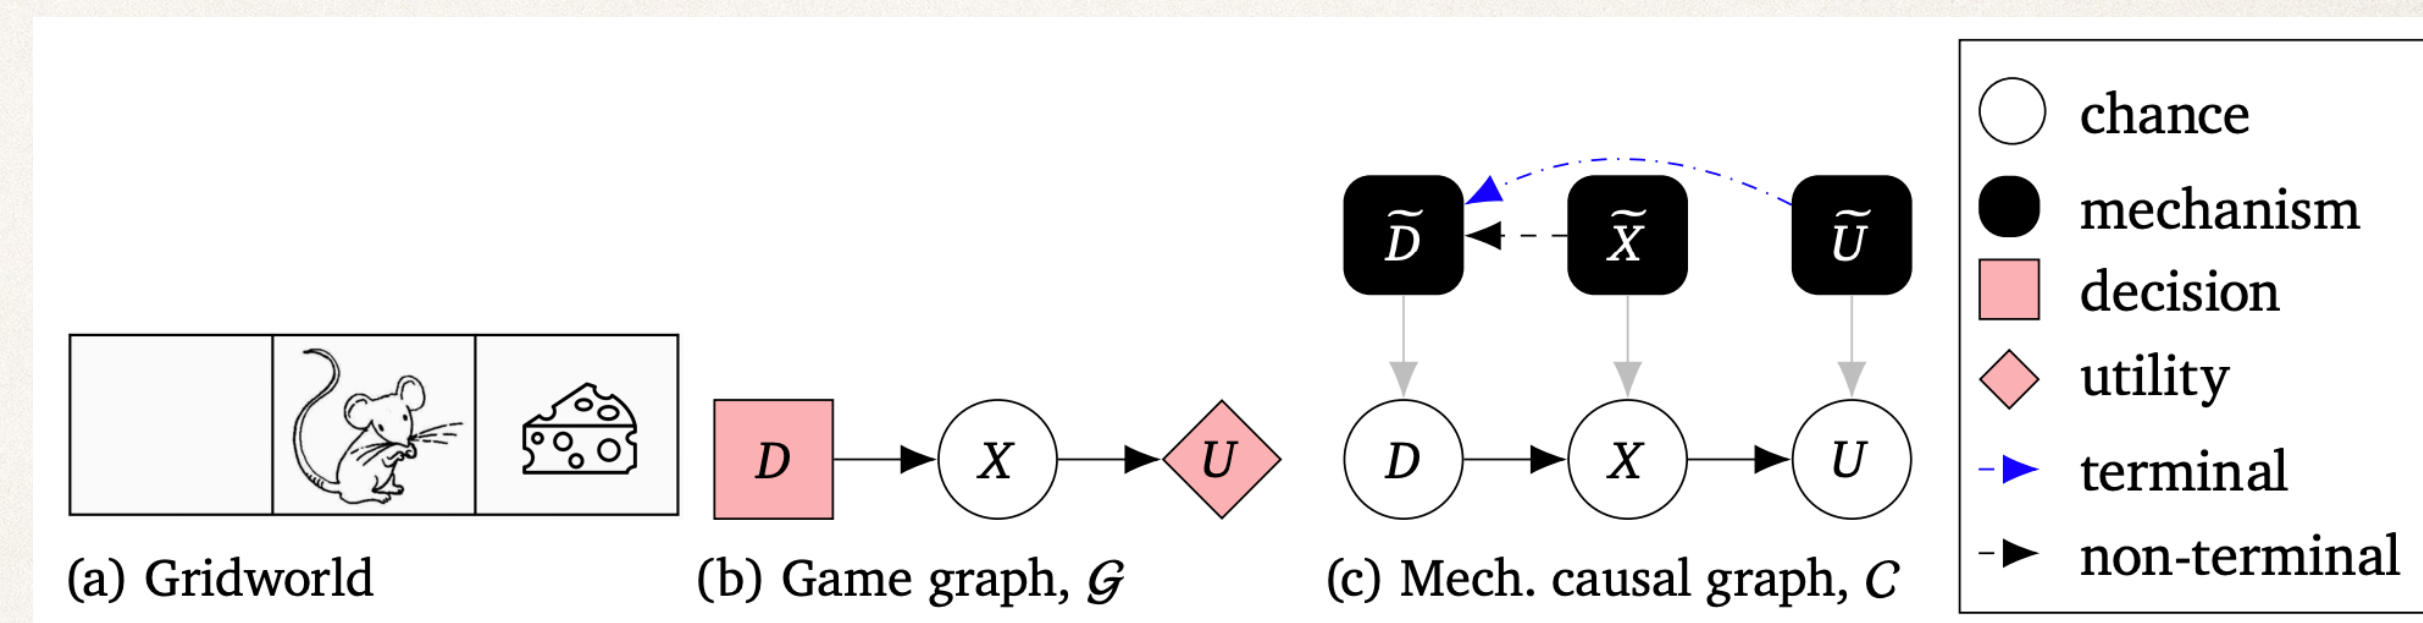 (a) Gridworld
D X U
(b) Game graph, 𝒢
D̃ X̃ Ũ
D X U
(c) Mech. causal graph, 𝒞
chance
mechanism
decision
utility
terminal
non-terminal